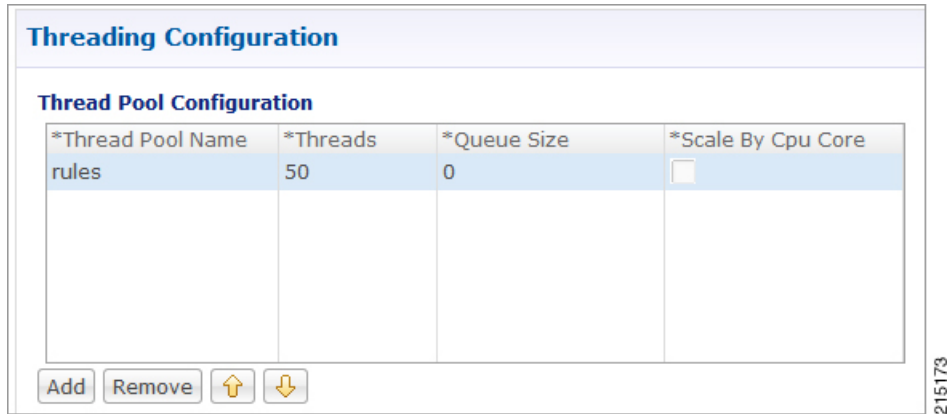 Threading Configuration
Thread Pool Configuration
*Thread Pool Name *Threads *Queue Size *Scale By Cpu Core
rules 50 0
Add Remove
215173